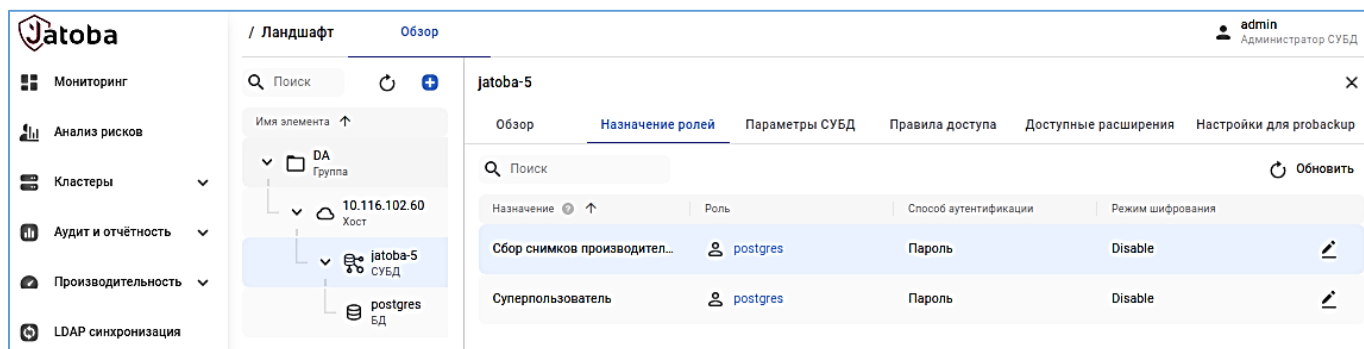 Jatoba
Мониторинг
Анализ рисков
Кластеры
Аудит и отчётность
Производительность
LDAP синхронизация
/ Ландшафт Обзор
admin
Администратор СУБД
Поиск
Имя элемента
DA
Группа
10.116.102.60
Хост
jatoba-5
СУБД
postgres
БД
jatoba-5
Обзор Назначение ролей Параметры СУБД Правила доступа Доступные расширения Настройки для probackup
Поиск Обновить
Назначение Роль Способ аутентификации Режим шифрования
Сбор снимков производител... postgres Пароль Disable
Суперпользователь postgres Пароль Disable